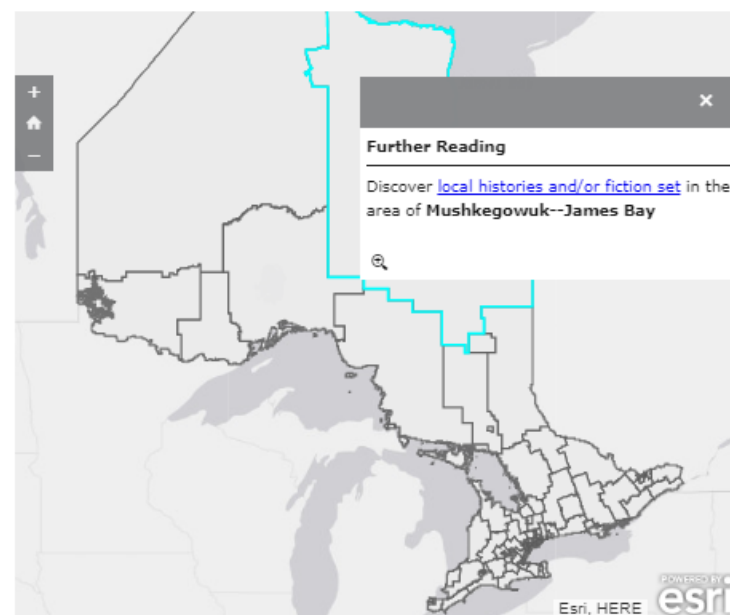 +
×
–
Further Reading
Discover local histories and/or fiction set in the
area of Mushkegowuk--James Bay
POWERED BY
esri
Esri, HERE